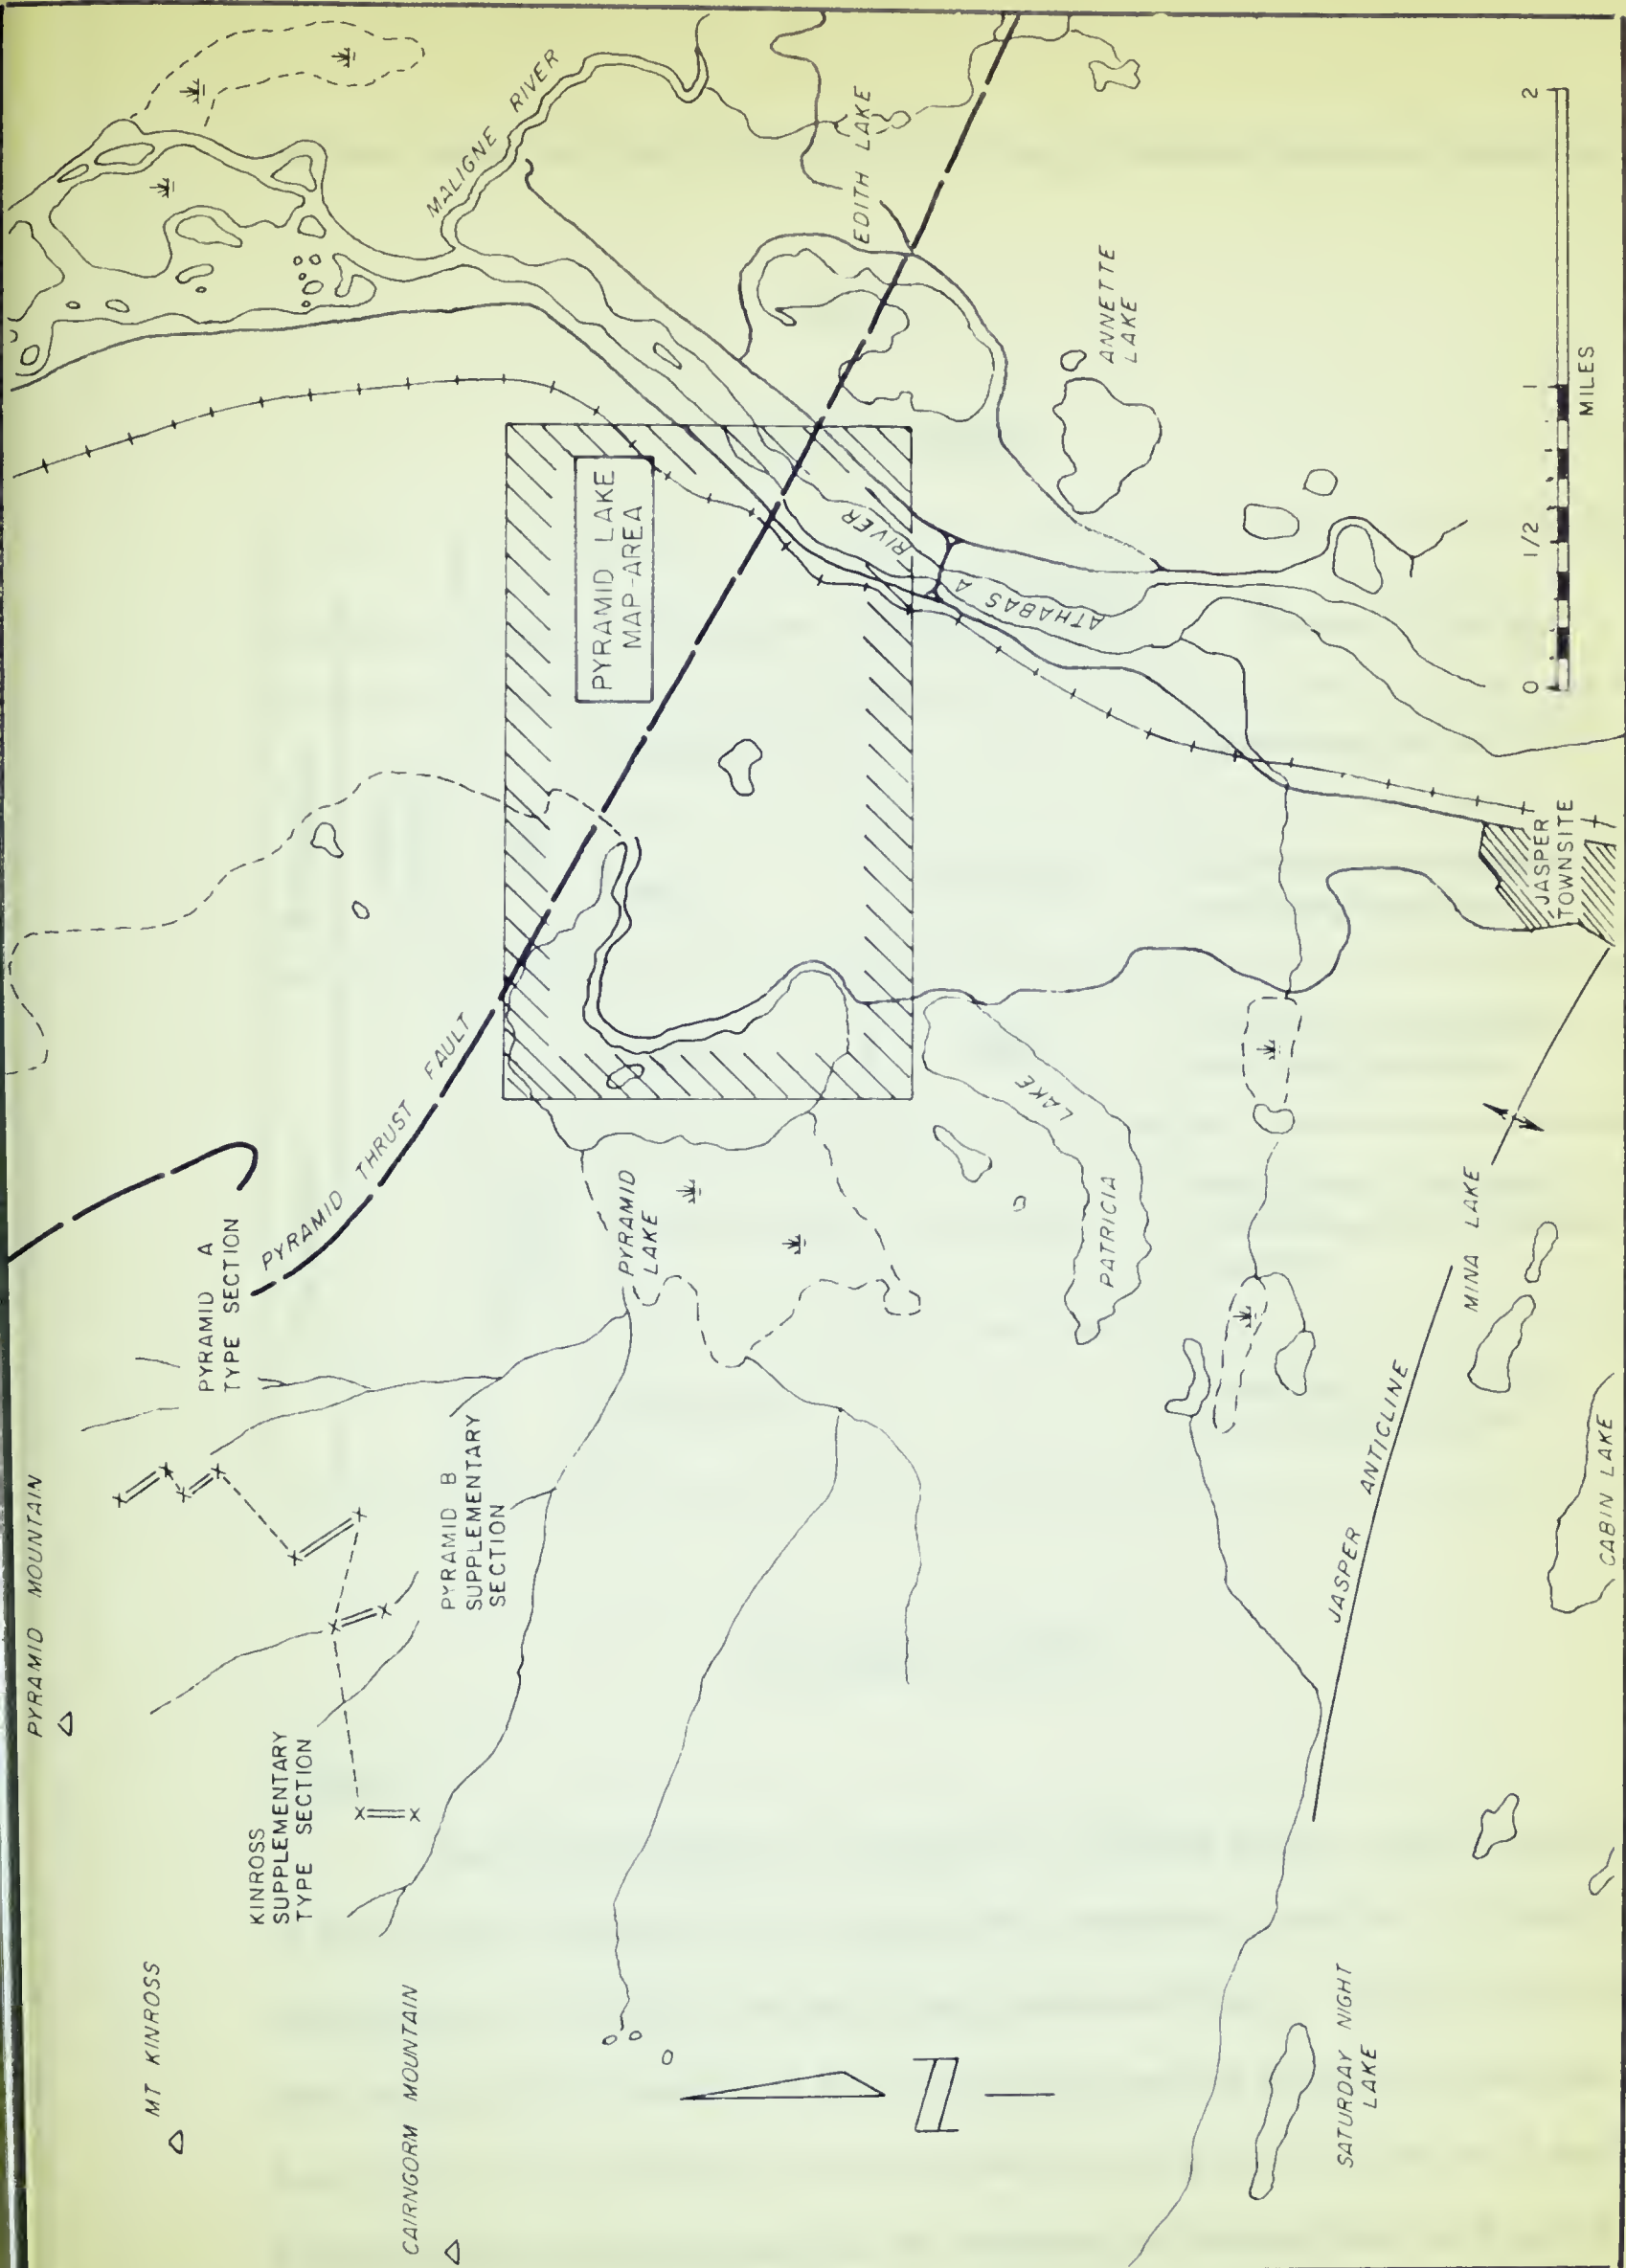 PYRAMID MOUNTAIN
MT KINROSS
CAIRNGORM MOUNTAIN
KINROSS
SUPPLEMENTARY
TYPE SECTION
PYRAMID A
TYPE SECTION
PYRAMID B
SUPPLEMENTARY
SECTION
PYRAMID THRUST FAULT
PYRAMID LAKE
MAP-AREA
MALIGNE RIVER
EDITH LAKE
ANNETTE
LAKE
ATHABAS A RIVER
PYRAMID
LAKE
PATRICIA LAKE
N
SATURDAY NIGHT
LAKE
JASPER ANTICLINE
MINA LAKE
CABIN LAKE
JASPER
TOWNSITE
0 1/2 1 2
MILES